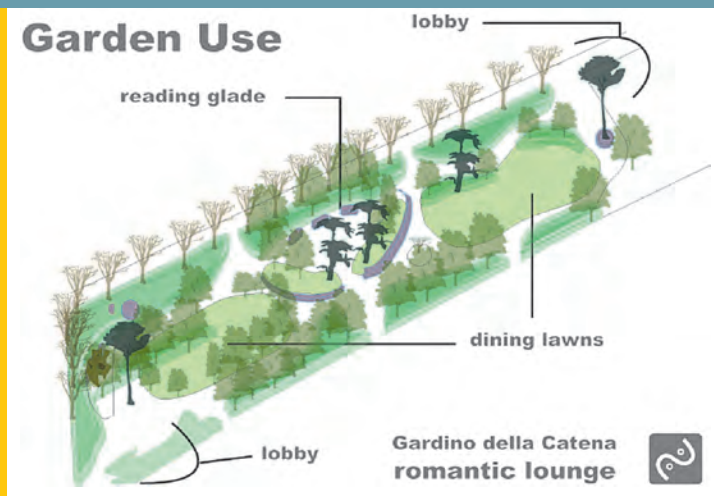 Garden Use
lobby
reading glade
dining lawns
lobby
Gardino della Catena
romantic lounge